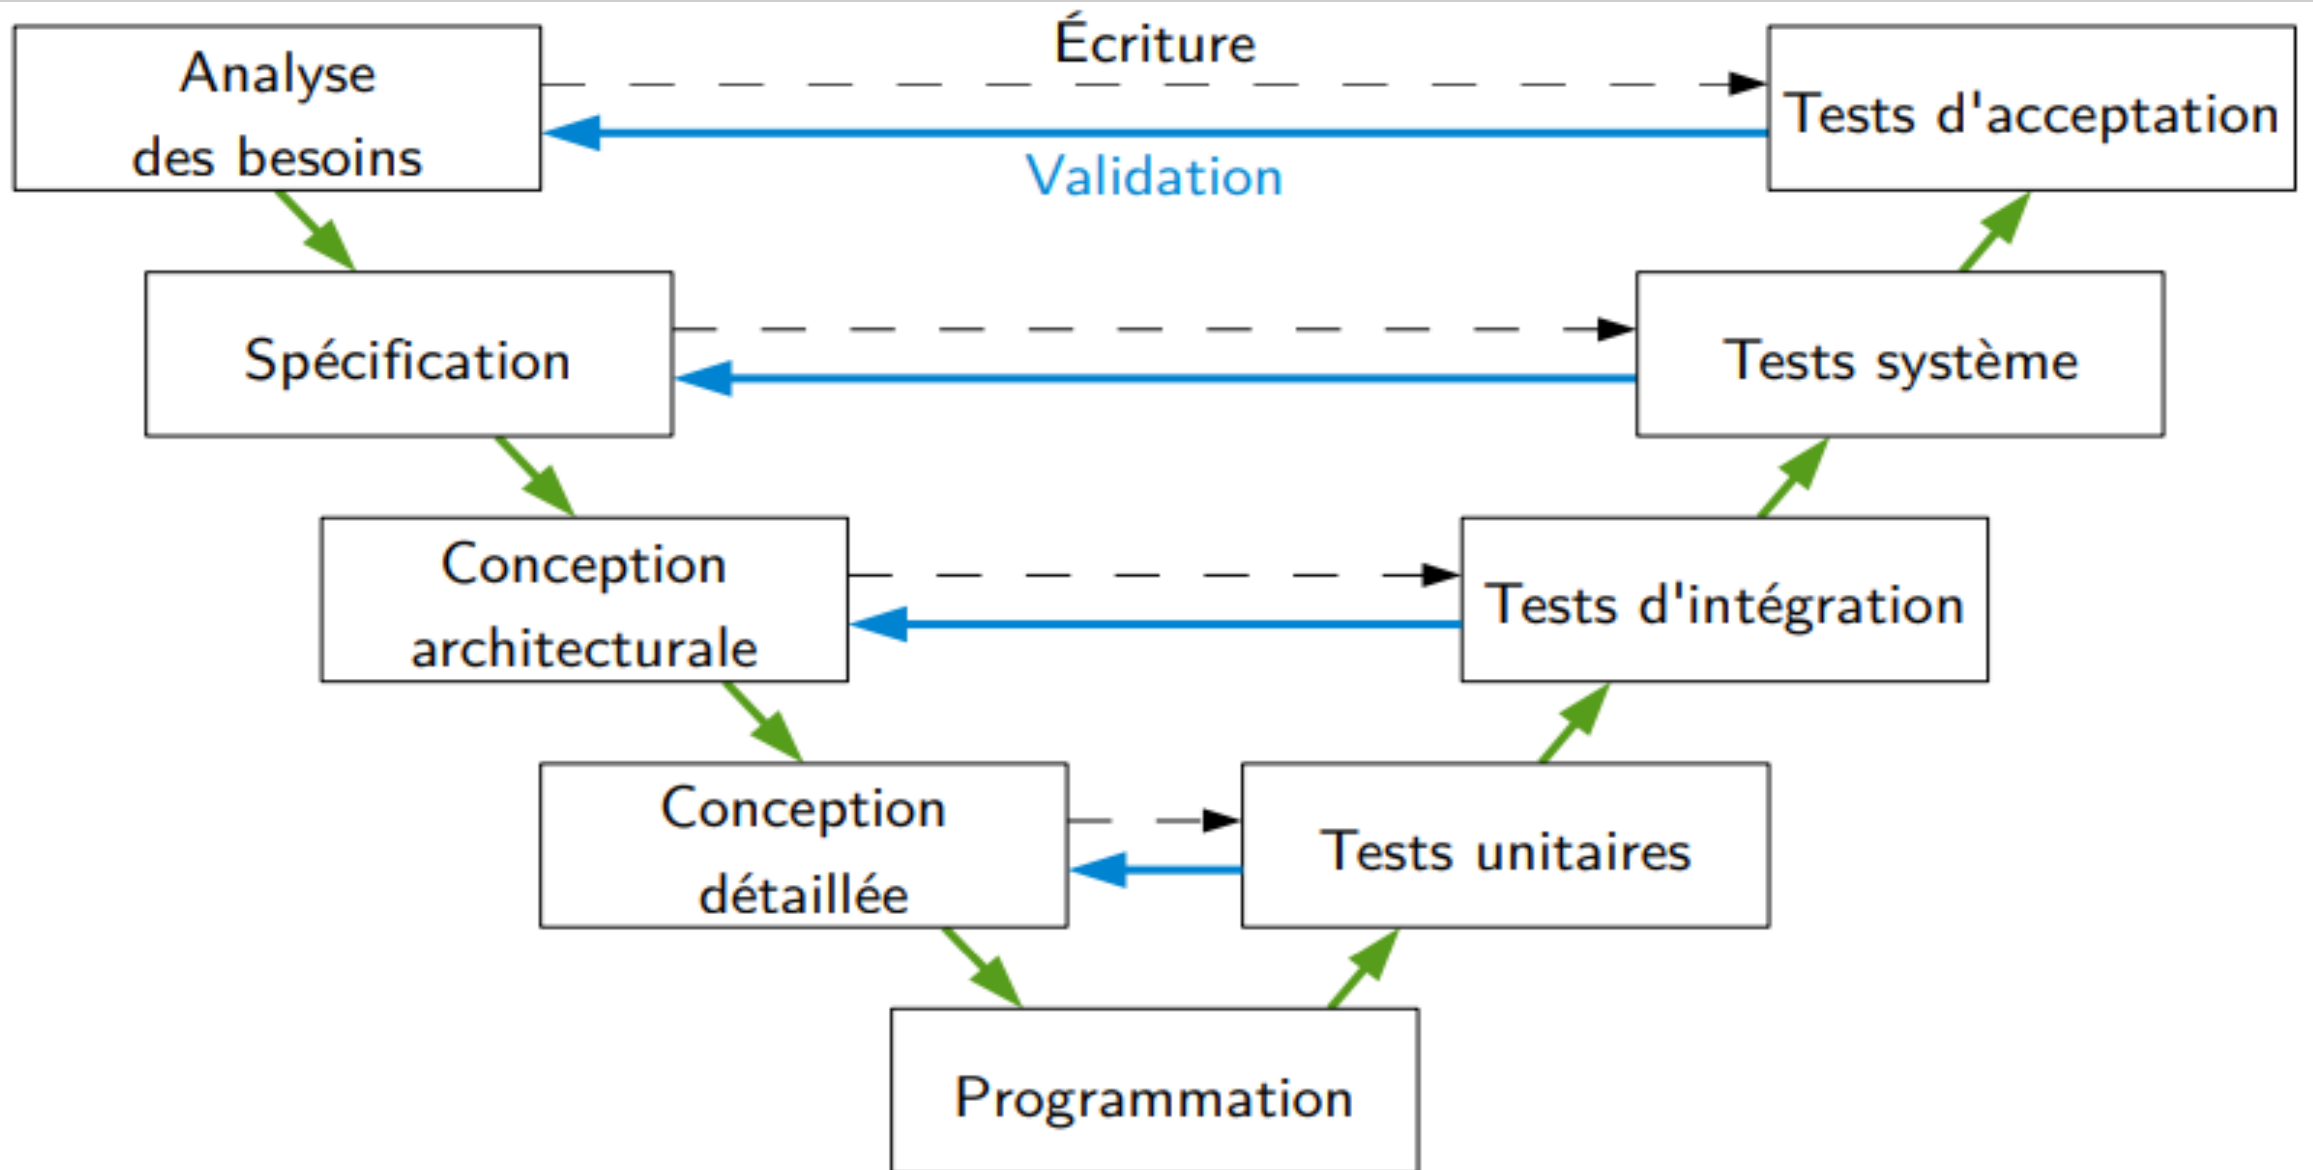 Analyse
des besoins
Écriture
Validation
Tests d'acceptation
Spécification
Tests système
Conception
architecturale
Tests d'intégration
Conception
détaillée
Tests unitaires
Programmation